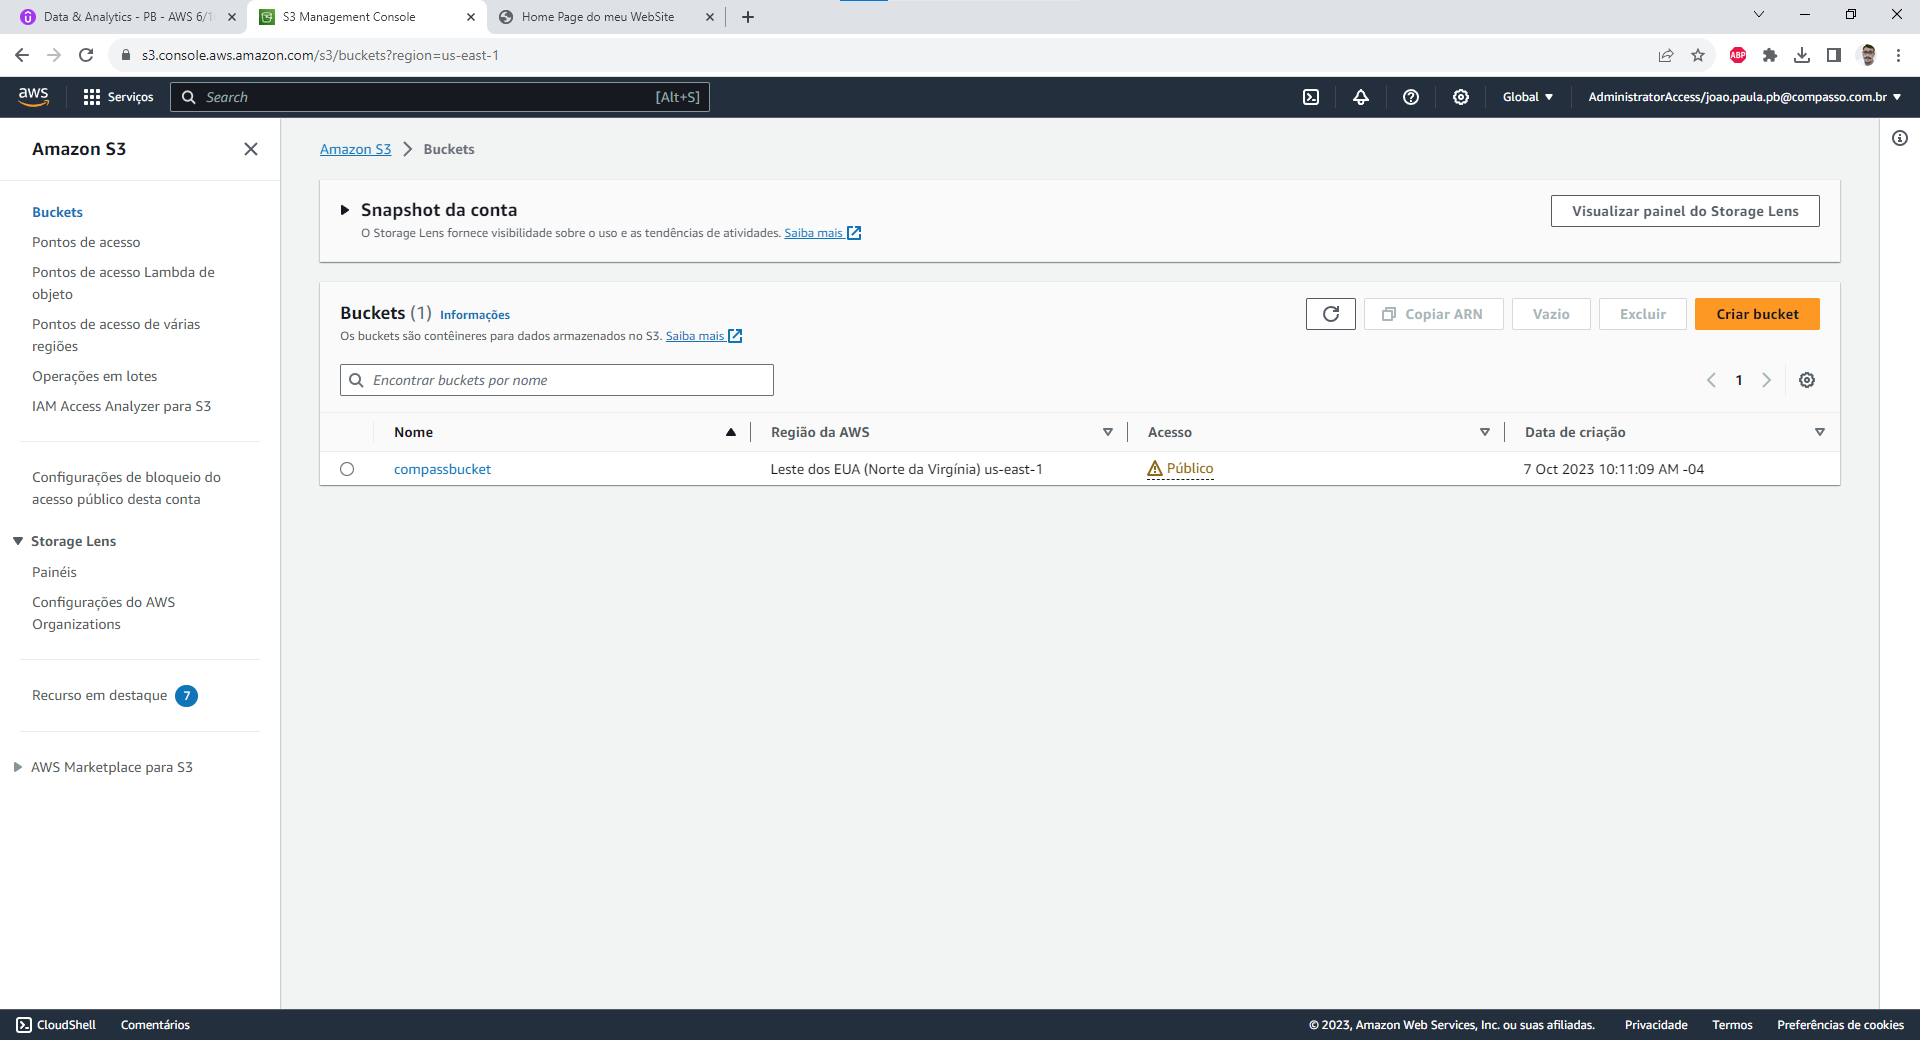 Data & Analytics - PB - AWS 6/1
S3 Management Console
Home Page do meu WebSite
s3.console.aws.amazon.com/s3/buckets?region=us-east-1
ABP
aws
Serviços
Search
[Alt+S]
Global
AdministratorAccess/joao.paula.pb@compasso.com.br
Amazon S3
Buckets
Pontos de acesso
Pontos de acesso Lambda de
objeto
Pontos de acesso de várias
regiões
Operações em lotes
IAM Access Analyzer para S3
Configurações de bloqueio do
acesso público desta conta
Storage Lens
Painéis
Configurações do AWS
Organizations
Recurso em destaque 7
AWS Marketplace para S3
Amazon S3 > Buckets
Snapshot da conta
O Storage Lens fornece visibilidade sobre o uso e as tendências de atividades. Saiba mais
Visualizar painel do Storage Lens
Buckets (1) Informações
Os buckets são contêineres para dados armazenados no S3. Saiba mais
Copiar ARN
Vazio
Excluir
Criar bucket
Encontrar buckets por nome
1
Nome Região da AWS Acesso Data de criação
compassbucket Leste dos EUA (Norte da Virgínia) us-east-1 Público 7 Oct 2023 10:11:09 AM -04
CloudShell
Comentários
© 2023, Amazon Web Services, Inc. ou suas afiliadas.
Privacidade
Termos
Preferências de cookies